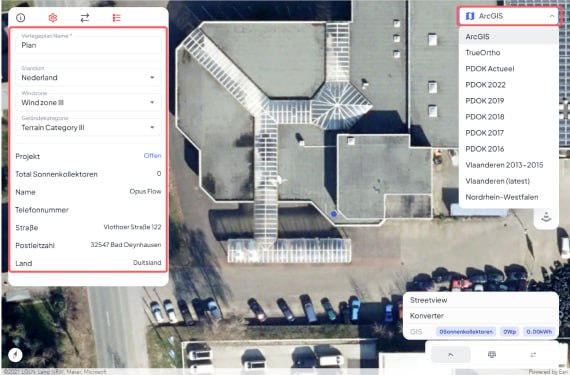 Verlegeplan Name *
Plan
Standort
Nederland
Windzone
Windzone III
Geländekategorie
Terrain Category III
Projekt Offen
Total Sonnenkollektoren 0
Name Opus Flow
Telefonnummer
Straße Vlothoer Straße 122
Postleitzahl 32547 Bad Oeynhausen
Land Duitsland
ArcGIS
ArcGIS
TrueOrtho
PDOK Actueel
PDOK 2022
PDOK 2019
PDOK 2018
PDOK 2017
PDOK 2016
Vlaanderen 2013-2015
Vlaanderen (latest)
Nordrhein-Westfalen
Streetview
Konverter
GIS 0Sonnenkollektoren 0Wp 0.00kWh
©2021 LGLN, Land NRW, Maxar, Microsoft
Powered by Esri